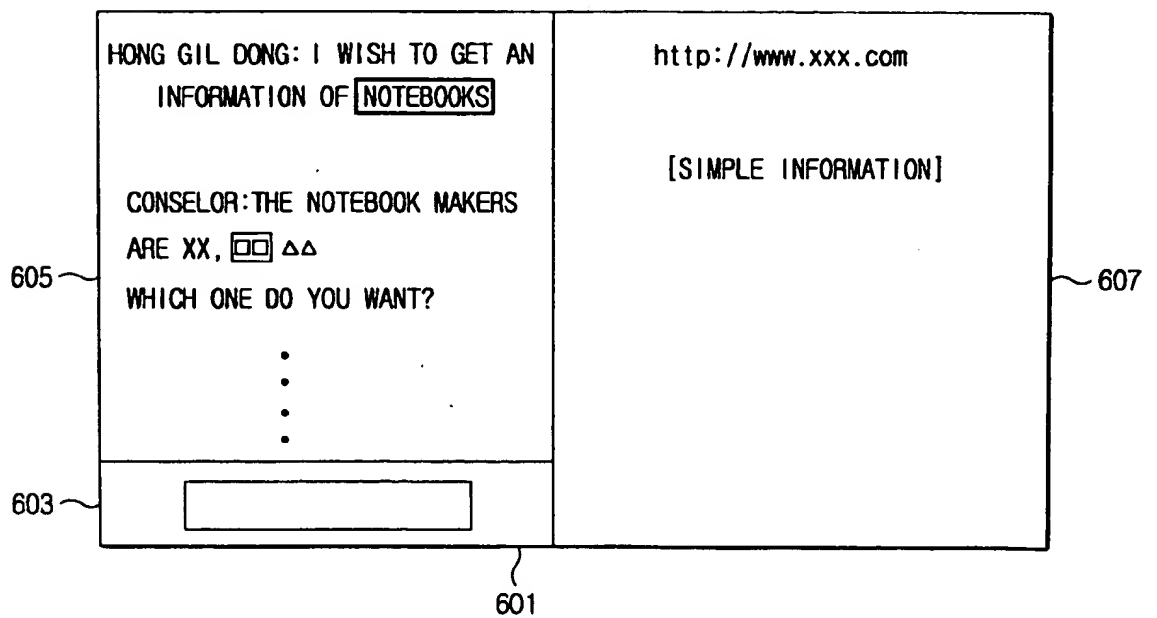 HONG GIL DONG: I WISH TO GET AN
INFORMATION OF NOTEBOOKS
CONSELOR:THE NOTEBOOK MAKERS
ARE XX, □□ △△
WHICH ONE DO YOU WANT?
http://www.xxx.com
[SIMPLE INFORMATION]
605
607
603
601